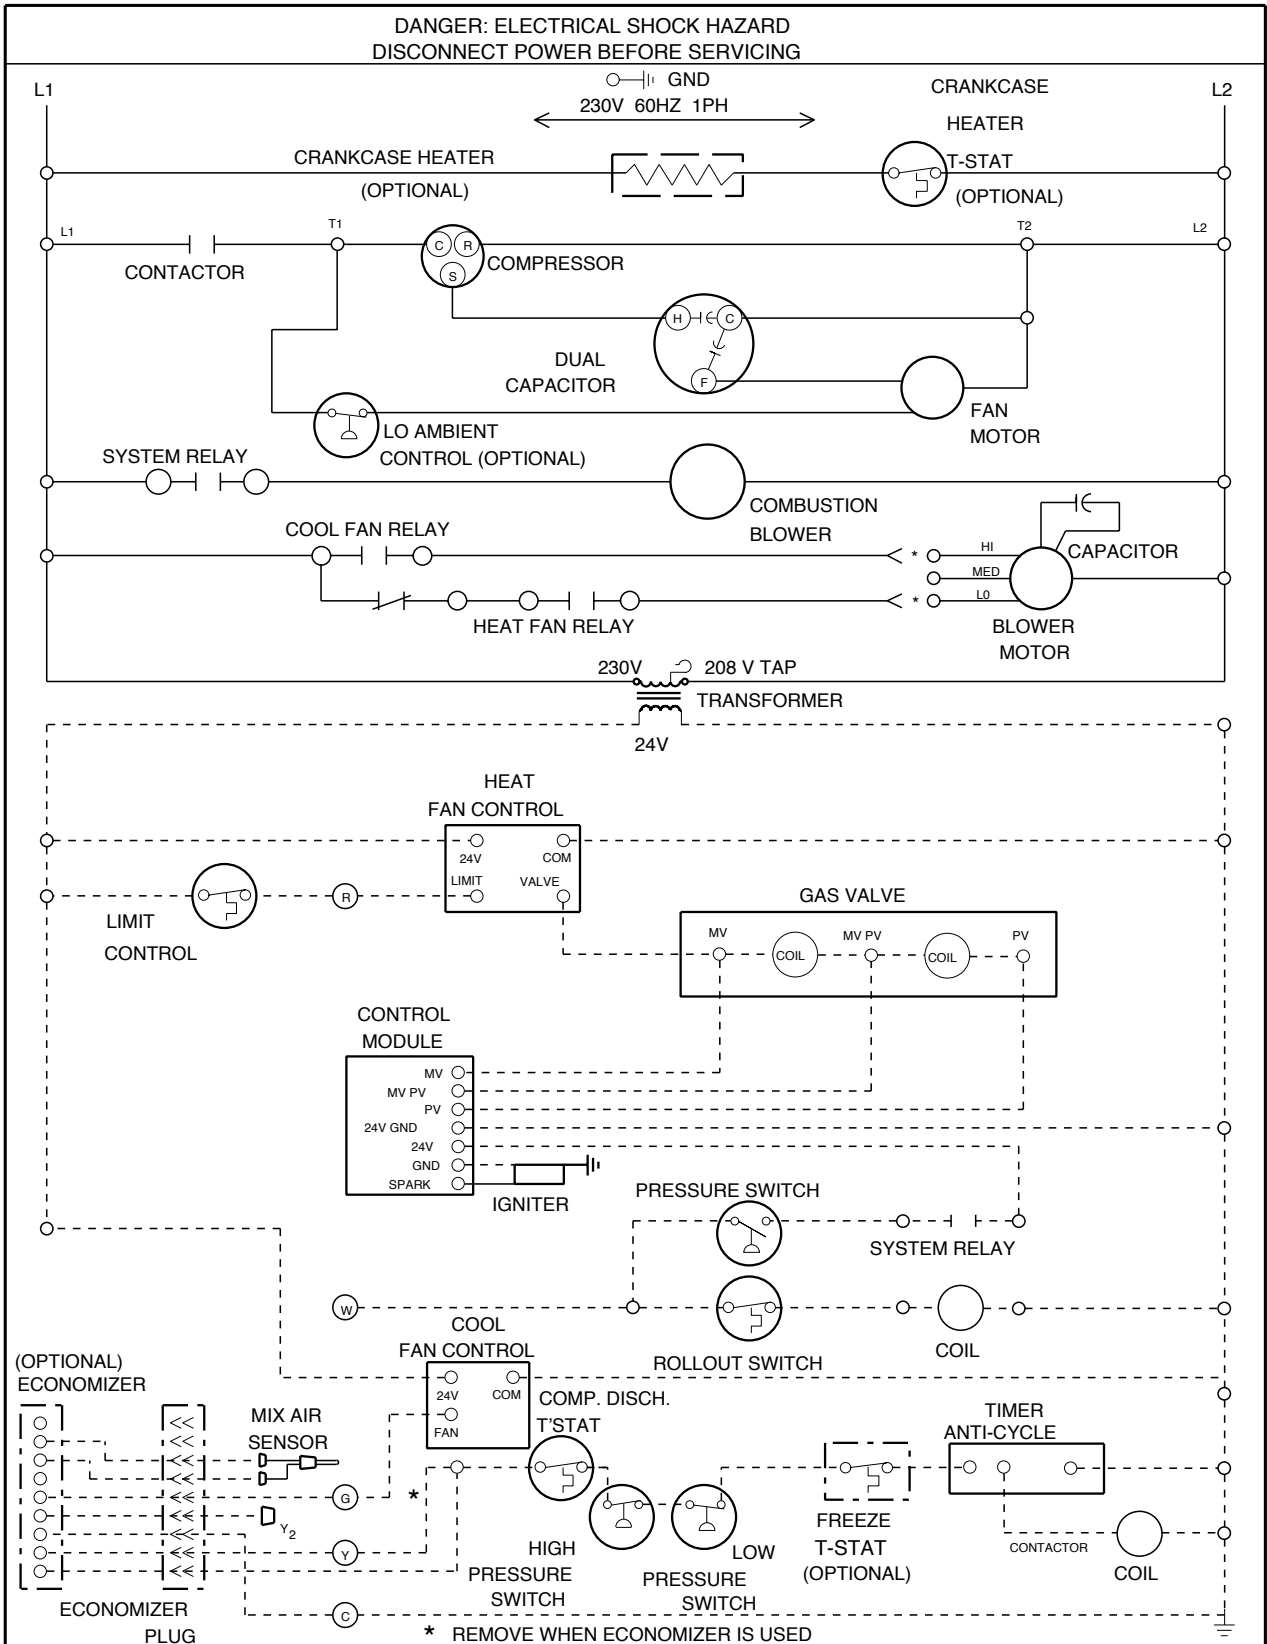 DANGER: ELECTRICAL SHOCK HAZARD
DISCONNECT POWER BEFORE SERVICING
L1
GND
230V 60HZ 1PH
CRANKCASE
HEATER
T-STAT
(OPTIONAL)
L2
CRANKCASE HEATER
(OPTIONAL)
L1
CONTACTOR
T1
C
R
S
COMPRESSOR
T2
L2
H
C
F
DUAL
CAPACITOR
FAN
MOTOR
LO AMBIENT
CONTROL (OPTIONAL)
SYSTEM RELAY
COMBUSTION
BLOWER
COOL FAN RELAY
*
HI
MED
*
L0
CAPACITOR
HEAT FAN RELAY
BLOWER
MOTOR
230V
208 V TAP
TRANSFORMER
24V
HEAT
FAN CONTROL
24V
COM
LIMIT
VALVE
R
LIMIT
CONTROL
GAS VALVE
MV
MV PV
PV
COIL
COIL
CONTROL
MODULE
MV
MV PV
PV
24V GND
24V
GND
SPARK
IGNITER
PRESSURE SWITCH
SYSTEM RELAY
W
ROLLOUT SWITCH
COIL
COOL
FAN CONTROL
24V
COM
FAN
(OPTIONAL)
ECONOMIZER
MIX AIR
SENSOR
COMP. DISCH.
T'STAT
TIMER
ANTI-CYCLE
G
*
Y2
Y
HIGH
PRESSURE
SWITCH
LOW
PRESSURE
SWITCH
FREEZE
T-STAT
(OPTIONAL)
CONTACTOR
COIL
ECONOMIZER
PLUG
C
* REMOVE WHEN ECONOMIZER IS USED